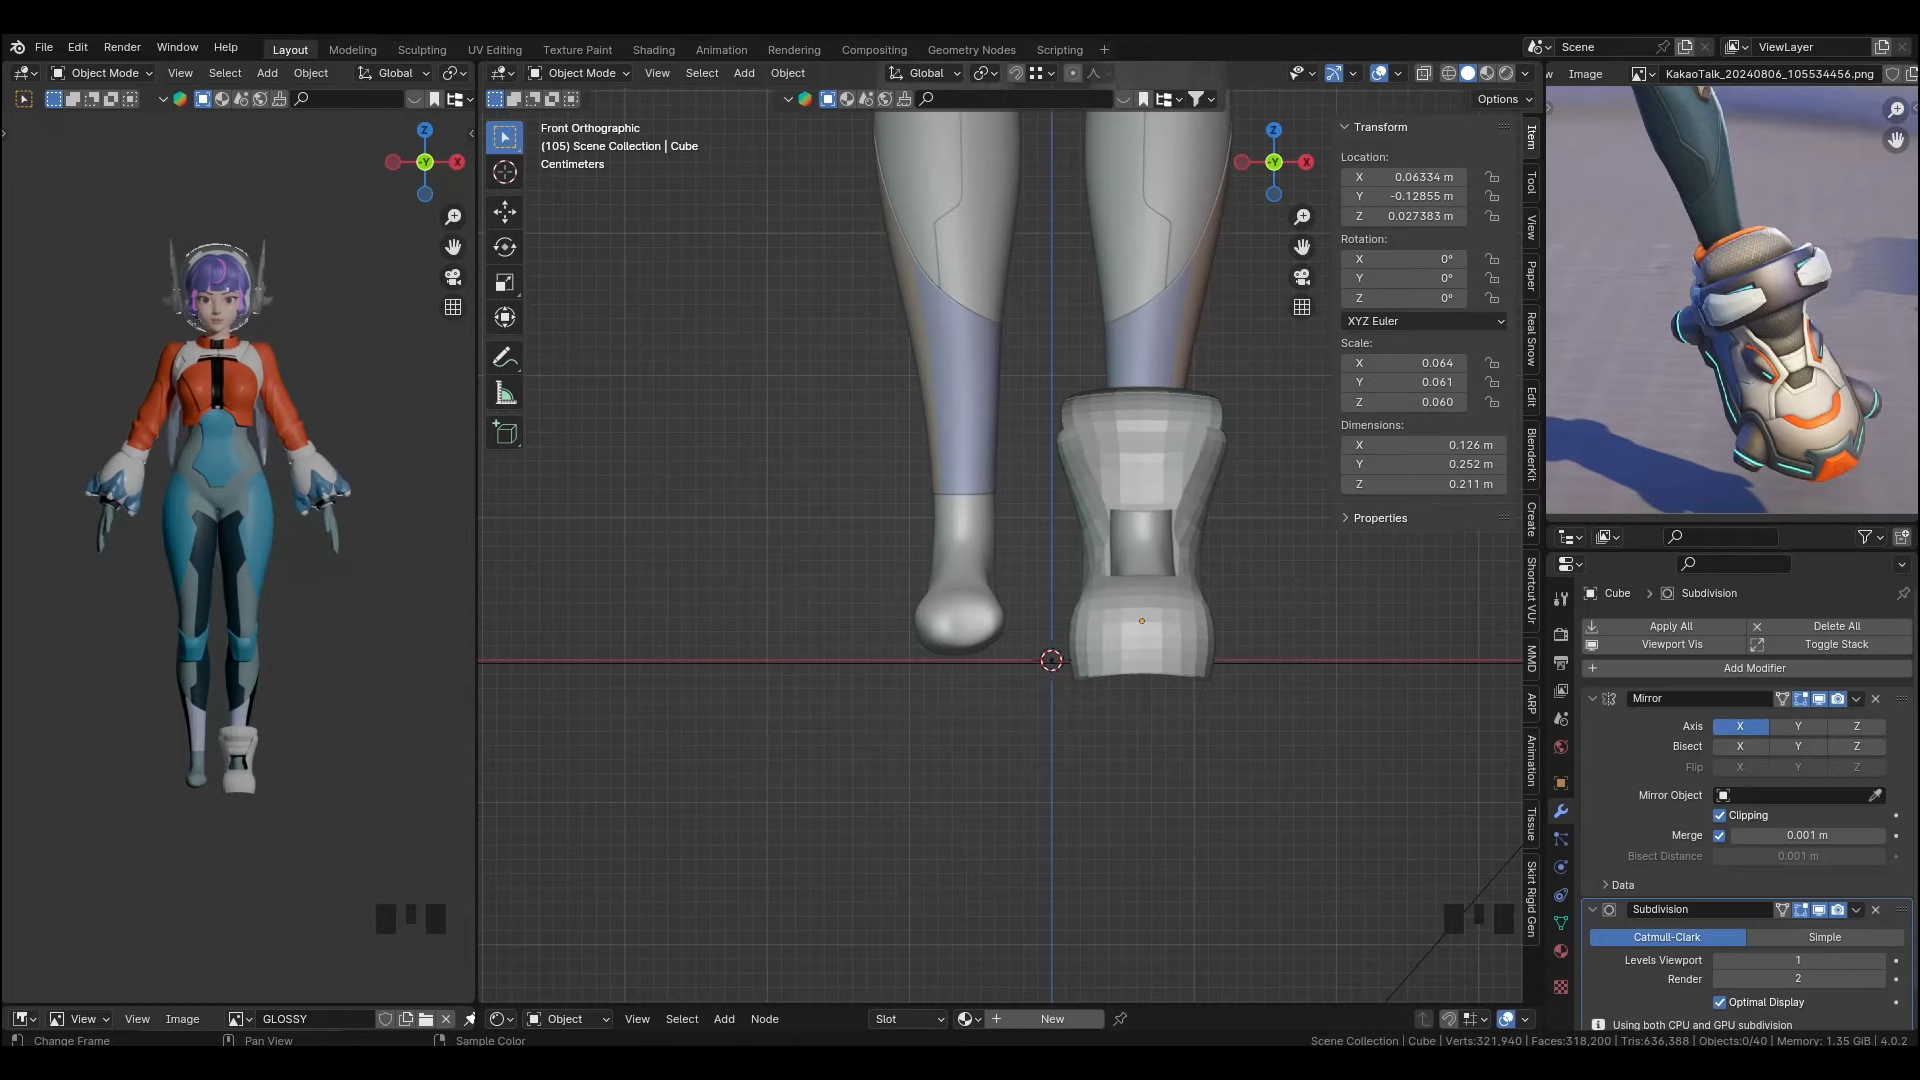 File Edit Render Window Help Layout Modeling Sculpting UV Editing Texture Paint Shading Animation Rendering Compositing Geometry Nodes Scripting + Scene ViewLayer
Object Mode View Select Add Object Global Object Mode View Select Add Object Global Image KakaoTalk_20240806_105534456.png
Options
Front Orthographic
(105) Scene Collection | Cube
Centimeters
Z
-Y
X
Z
-Y
X
Transform
Location:
X 0.06334 m
Y -0.12855 m
Z 0.027383 m
Rotation:
X 0°
Y 0°
Z 0°
XYZ Euler
Scale:
X 0.064
Y 0.061
Z 0.060
Dimensions:
X 0.126 m
Y 0.252 m
Z 0.211 m
Properties
Item
Tool
View
Paper
Real Snow
Edit
BlenderKit
Create
Shortcut VUr
MMD
ARP
Animation
Tissue
Skirt Rigid Gen
Cube > Subdivision
Apply All Delete All
Viewport Vis Toggle Stack
Add Modifier
Mirror
Axis X Y Z
Bisect X Y Z
Flip X Y Z
Mirror Object
Clipping
Merge 0.001 m
Bisect Distance 0.001 m
Data
Subdivision
Catmull-Clark Simple
Levels Viewport 1
Render 2
Optimal Display
Using both CPU and GPU subdivision
View View Image GLOSSY Object View Select Add Node Slot New
Change Frame Pan View Sample Color Scene Collection | Cube | Verts:321,940 | Faces:318,200 | Tris:636,388 | Objects:0/40 | Memory: 1.35 GiB | 4.0.2